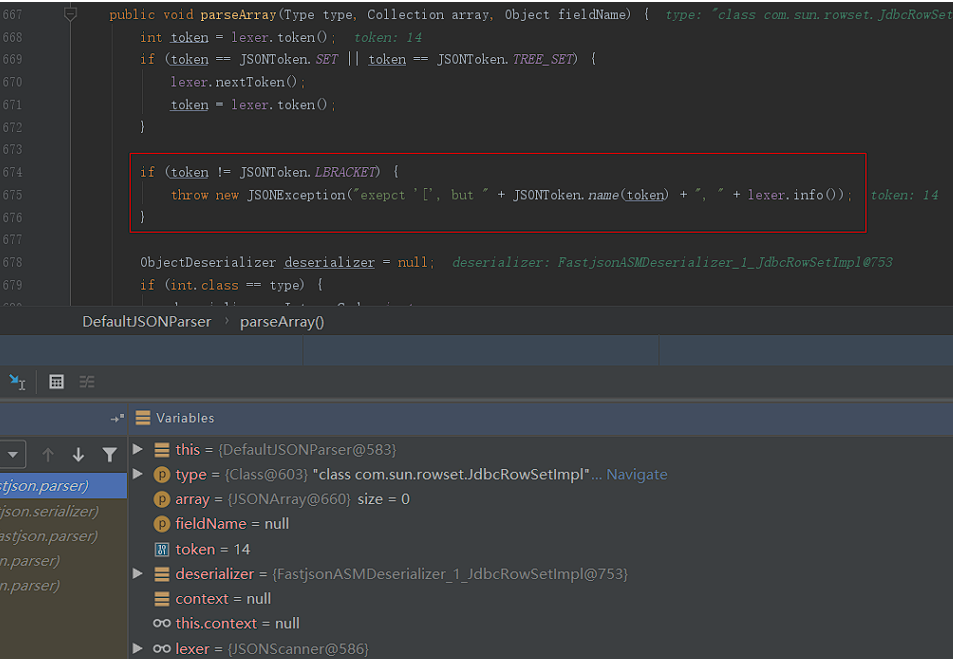 667 public void parseArray(Type type, Collection array, Object fieldName) { type: "class com.sun.rowset.JdbcRowSet
668 int token = lexer.token(); token: 14
669 if (token == JSONToken.SET || token == JSONToken.TREE_SET) {
670 lexer.nextToken();
671 token = lexer.token();
672 }
673
674 if (token != JSONToken.LBRACKET) {
675 throw new JSONException("exepct '[', but " + JSONToken.name(token) + ", " + lexer.info()); token: 14
676 }
677
678 ObjectDeserializer deserializer = null; deserializer: FastjsonASMDeserializer_1_JdbcRowSetImpl@753
679 if (int.class == type) {
DefaultJSONParser › parseArray()
Variables
this = {DefaultJSONParser@583}
stjson.parser) type = {Class@603} "class com.sun.rowset.JdbcRowSetImpl"... Navigate
tjson.serializer) array = {JSONArray@660} size = 0
astjson.parser) fieldName = null
n.parser) token = 14
n.parser) deserializer = {FastjsonASMDeserializer_1_JdbcRowSetImpl@753}
context = null
this.context = null
lexer = {JSONScanner@586}